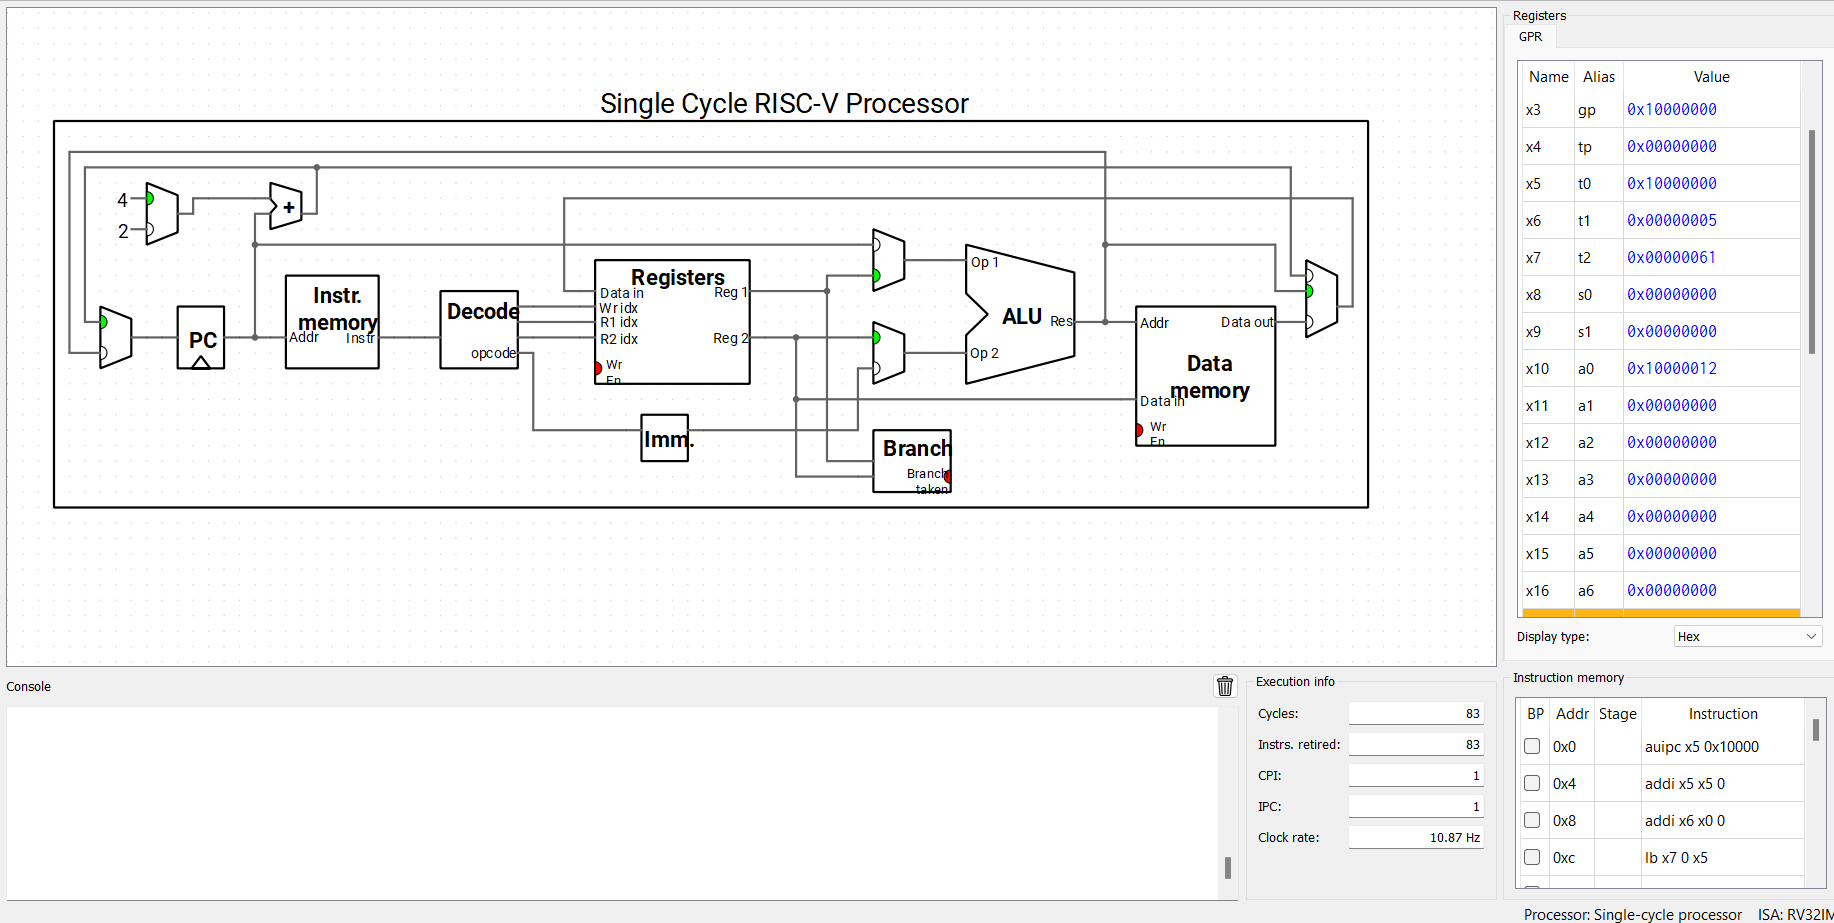 Single Cycle RISC-V Processor
4
2
+
PC
Instr. memory
Addr
Instr
Decode
opcode
Registers
Data in
Wr idx
R1 idx
R2 idx
Wr En
Reg 1
Reg 2
Imm.
Branch
Branch taken
Op 1
Op 2
ALU
Res
Addr
Data out
Data memory
Data in
Wr En
Registers
GPR
Name Alias Value
x3 gp 0x10000000
x4 tp 0x00000000
x5 t0 0x10000000
x6 t1 0x00000005
x7 t2 0x00000061
x8 s0 0x00000000
x9 s1 0x00000000
x10 a0 0x10000012
x11 a1 0x00000000
x12 a2 0x00000000
x13 a3 0x00000000
x14 a4 0x00000000
x15 a5 0x00000000
x16 a6 0x00000000
Display type: Hex
Console
Execution info
Cycles: 83
Instrs. retired: 83
CPI: 1
IPC: 1
Clock rate: 10.87 Hz
Instruction memory
BP Addr Stage Instruction
0x0 auipc x5 0x10000
0x4 addi x5 x5 0
0x8 addi x6 x0 0
0xc lb x7 0 x5
Processor: Single-cycle processor ISA: RV32IM